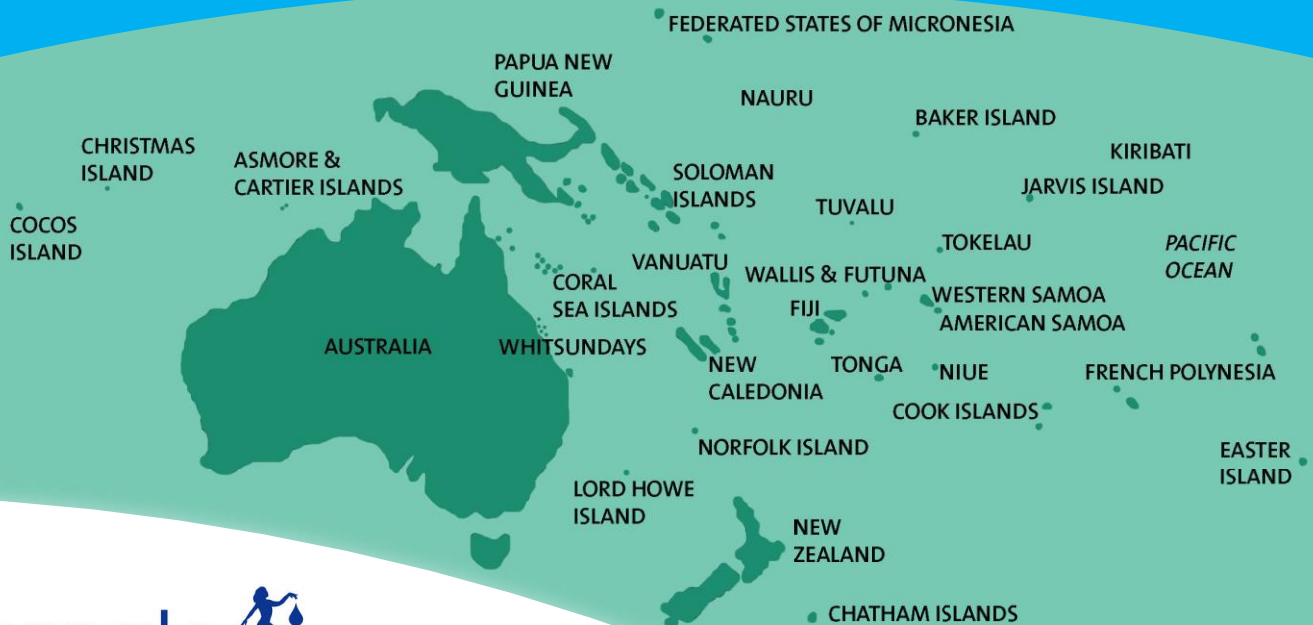 FEDERATED STATES OF MICRONESIA
PAPUA NEW
GUINEA
NAURU
BAKER ISLAND
CHRISTMAS
ISLAND
ASMORE &
CARTIER ISLANDS
KIRIBATI
SOLOMAN
ISLANDS
JARVIS ISLAND
TUVALU
COCOS
ISLAND
TOKELAU
PACIFIC
OCEAN
VANUATU
WALLIS & FUTUNA
CORAL
SEA ISLANDS
FIJI
WESTERN SAMOA
AMERICAN SAMOA
AUSTRALIA
WHITSUNDAYS
NEW
CALEDONIA
TONGA
NIUE
FRENCH POLYNESIA
COOK ISLANDS
NORFOLK ISLAND
EASTER
ISLAND
LORD HOWE
ISLAND
NEW
ZEALAND
CHATHAM ISLANDS